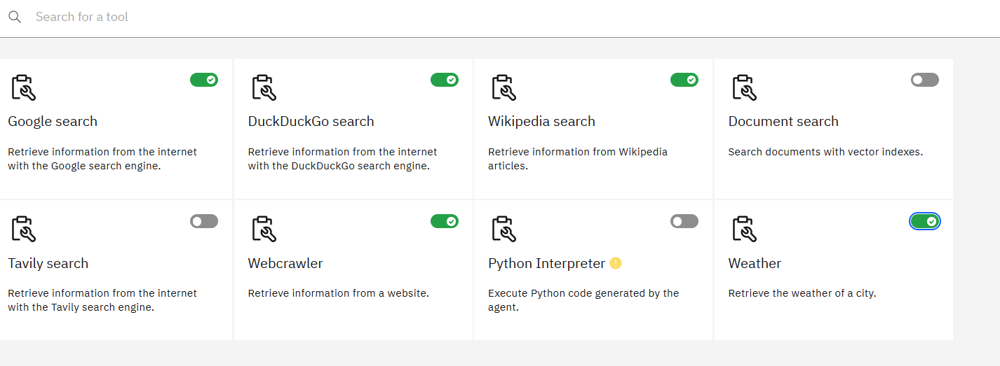 Search for a tool
Google search
Retrieve information from the internet
with the Google search engine.
DuckDuckGo search
Retrieve information from the internet
with the DuckDuckGo search engine.
Wikipedia search
Retrieve information from Wikipedia
articles.
Document search
Search documents with vector indexes.
Tavily search
Retrieve information from the internet
with the Tavily search engine.
Webcrawler
Retrieve information from a website.
Python Interpreter
Execute Python code generated by the
agent.
Weather
Retrieve the weather of a city.